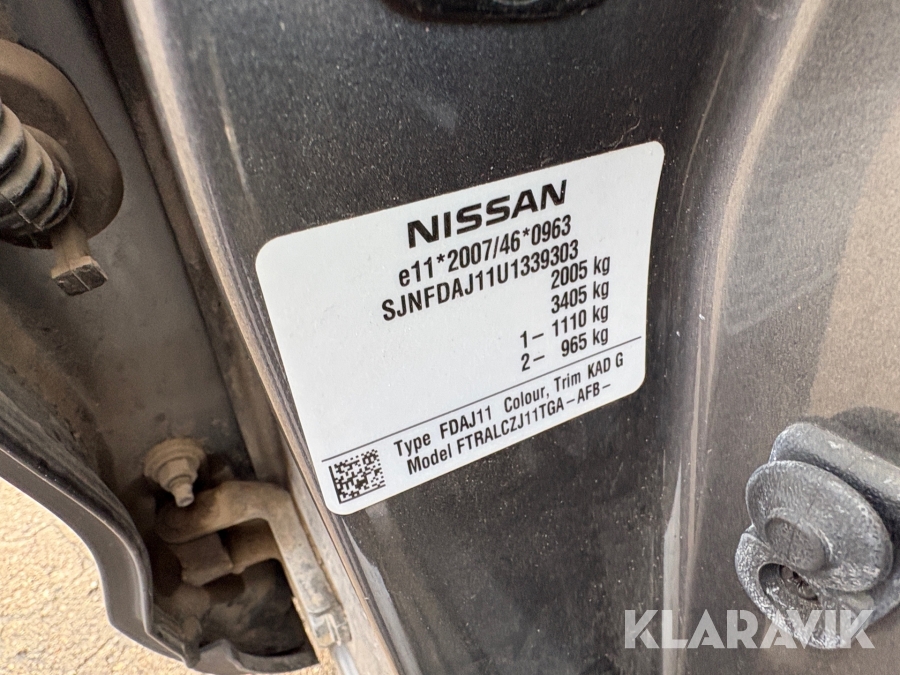 NISSAN
e11*2007/46*0963
SJNFDAJ11U1339303
2005 kg
3405 kg
1– 1110 kg
2– 965 kg
Type FDAJ11 Colour, Trim KAD G
Model FTRALCZJ11TGA–AFB–
KLARAVIK